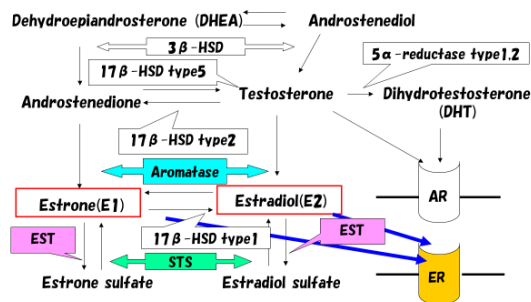 Dehydroepiandrosterone (DHEA)
Androstenediol
3β-HSD
5α-reductase type1.2
17β-HSD type5
Androstenedione
Testosterone
Dihydrotestosterone
(DHT)
17β-HSD type2
Aromatase
Estrone(E1)
Estradiol(E2)
AR
EST
17β-HSD type1
EST
STS
ER
Estrone sulfate
Estradiol sulfate